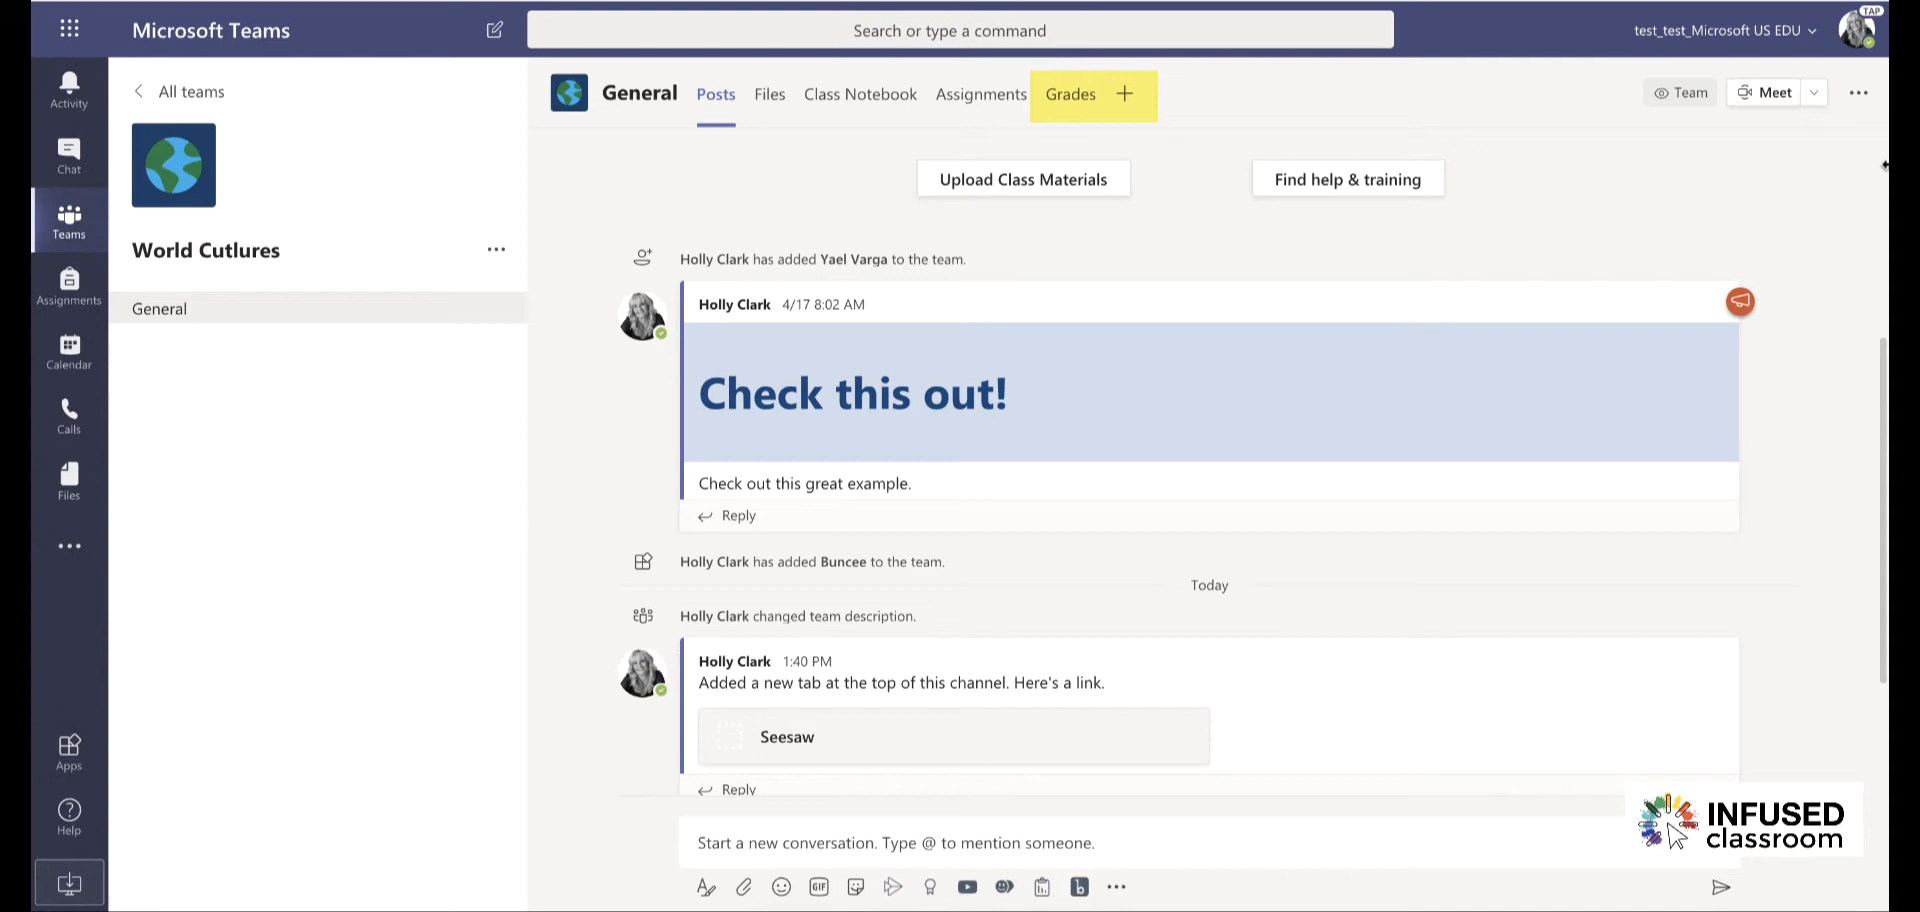 Microsoft Teams
Search or type a command
test_test_Microsoft US EDU
TAP
Activity
Chat
Teams
Assignments
Calendar
Calls
Files
Apps
Help
All teams
World Cutlures
General
General Posts Files Class Notebook Assignments Grades +
Team
Meet
Upload Class Materials
Find help & training
Holly Clark has added Yael Varga to the team.
Holly Clark 4/17 8:02 AM
Check this out!
Check out this great example.
Reply
Holly Clark has added Buncee to the team.
Today
Holly Clark changed team description.
Holly Clark 1:40 PM
Added a new tab at the top of this channel. Here's a link.
Seesaw
Reply
Start a new conversation. Type @ to mention someone.
GIF
b
INFUSED
classroom